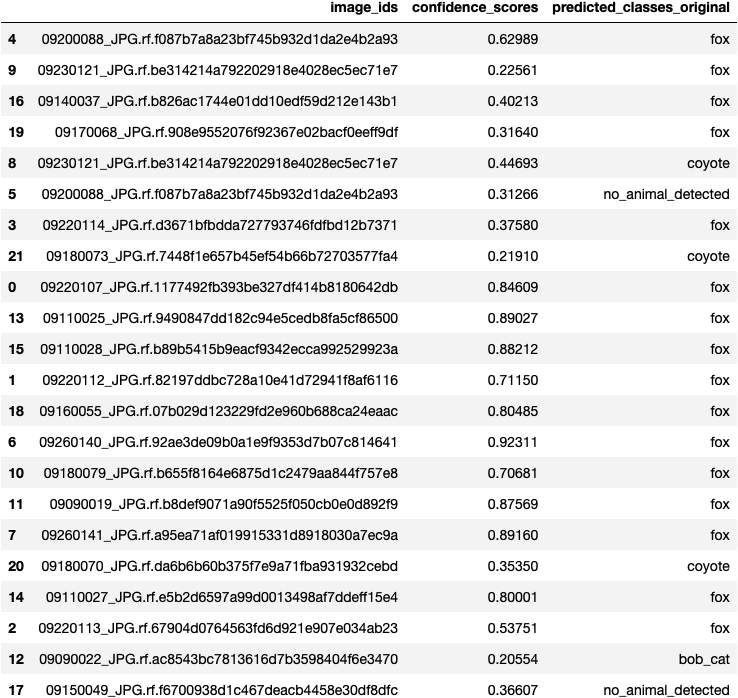 image_ids confidence_scores predicted_classes_original
4 09200088_JPG.rf.f087b7a8a23bf745b932d1da2e4b2a93 0.62989 fox
9 09230121_JPG.rf.be314214a792202918e4028ec5ec71e7 0.22561 fox
16 09140037_JPG.rf.b826ac1744e01dd10edf59d212e143b1 0.40213 fox
19 09170068_JPG.rf.908e9552076f92367e02bacf0eeff9df 0.31640 fox
8 09230121_JPG.rf.be314214a792202918e4028ec5ec71e7 0.44693 coyote
5 09200088_JPG.rf.f087b7a8a23bf745b932d1da2e4b2a93 0.31266 no_animal_detected
3 09220114_JPG.rf.d3671bfbdda727793746fdfbd12b7371 0.37580 fox
21 09180073_JPG.rf.7448f1e657b45ef54b66b72703577fa4 0.21910 coyote
0 09220107_JPG.rf.1177492fb393be327df414b8180642db 0.84609 fox
13 09110025_JPG.rf.9490847dd182c94e5cedb8fa5cf86500 0.89027 fox
15 09110028_JPG.rf.b89b5415b9eacf9342ecca992529923a 0.88212 fox
1 09220112_JPG.rf.82197ddbc728a10e41d72941f8af6116 0.71150 fox
18 09160055_JPG.rf.07b029d123229fd2e960b688ca24eaac 0.80485 fox
6 09260140_JPG.rf.92ae3de09b0a1e9f9353d7b07c814641 0.92311 fox
10 09180079_JPG.rf.b655f8164e6875d1c2479aa844f757e8 0.70681 fox
11 09090019_JPG.rf.b8def9071a90f5525f050cb0e0d892f9 0.87569 fox
7 09260141_JPG.rf.a95ea71af019915331d8918030a7ec9a 0.89160 fox
20 09180070_JPG.rf.da6b6b60b375f7e9a71fba931932cebd 0.35350 coyote
14 09110027_JPG.rf.e5b2d6597a99d0013498af7ddeff15e4 0.80001 fox
2 09220113_JPG.rf.67904d0764563fd6d921e907e034ab23 0.53751 fox
12 09090022_JPG.rf.ac8543bc7813616d7b3598404f6e3470 0.20554 bob_cat
17 09150049_JPG.rf.f6700938d1c467deacb4458e30df8dfc 0.36607 no_animal_detected